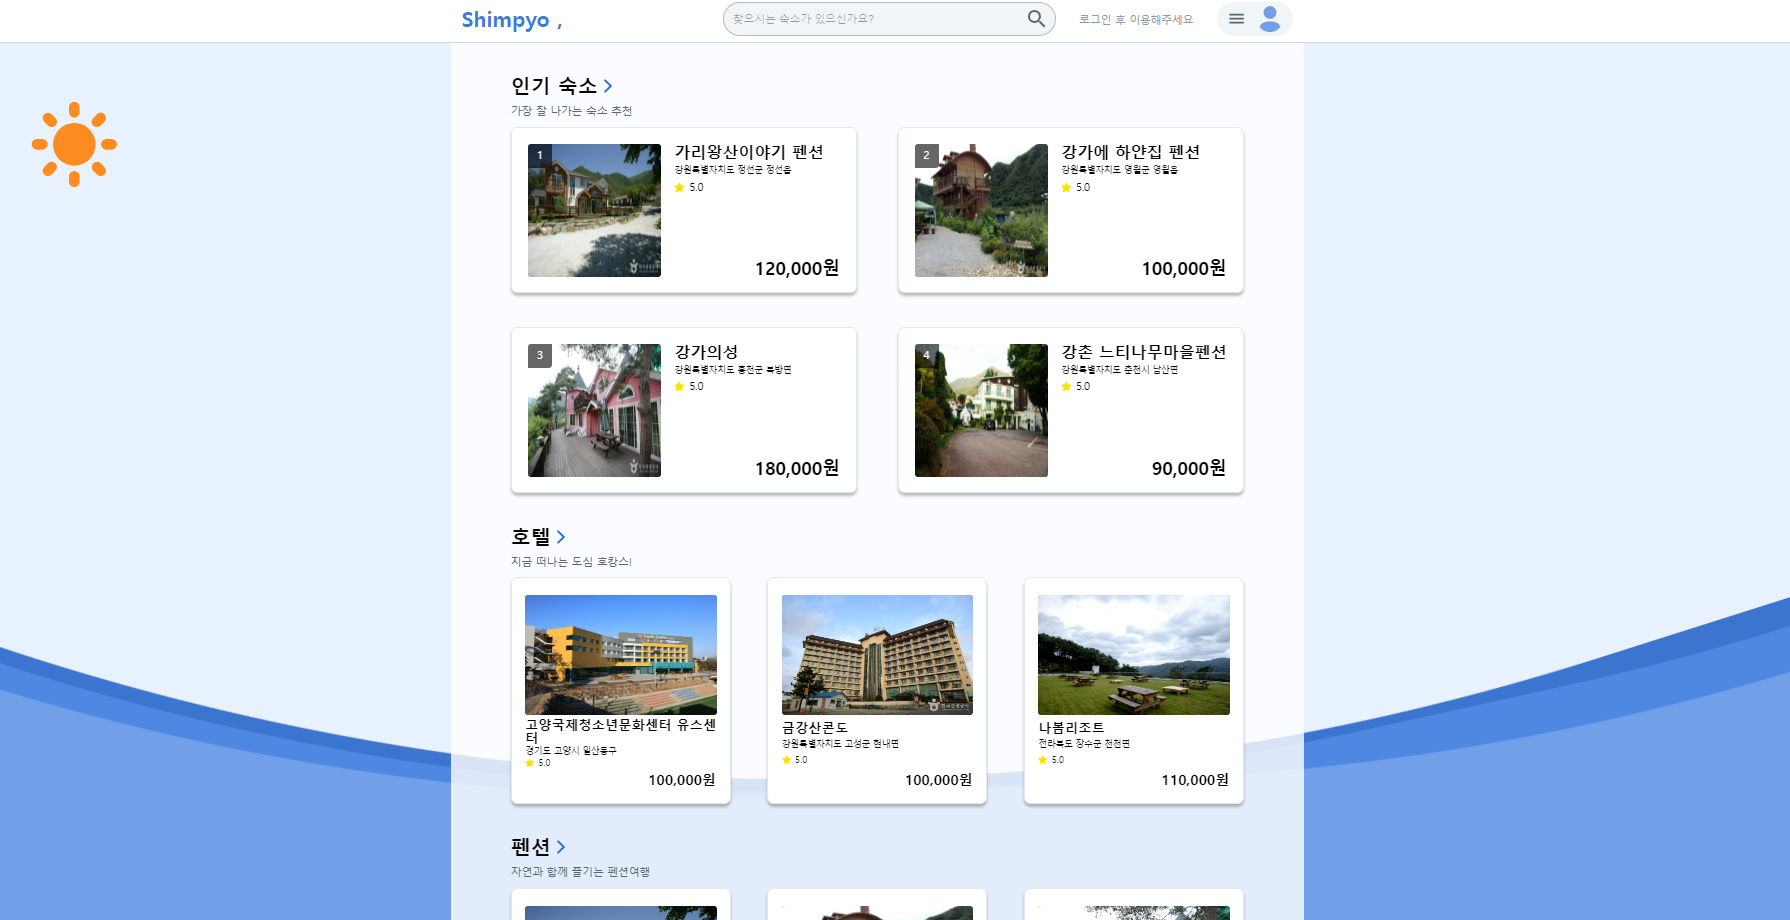 Shimpyo ,
찾으시는 숙소가 있으신가요?
로그인 후 이용해주세요
인기 숙소
가장 잘 나가는 숙소 추천
1
가리왕산이야기 펜션
강원특별자치도 정선군 정선읍
5.0
120,000원
2
강가에 하얀집 펜션
강원특별자치도 영월군 영월읍
5.0
100,000원
3
강가의성
강원특별자치도 홍천군 북방면
5.0
180,000원
4
강촌 느티나무마을펜션
강원특별자치도 춘천시 남산면
5.0
90,000원
호텔
지금 떠나는 도심 호캉스!
고양국제청소년문화센터 유스센
터
경기도 고양시 일산동구
5.0
100,000원
금강산콘도
강원특별자치도 고성군 현내면
5.0
100,000원
나봄리조트
전라북도 장수군 천천면
5.0
110,000원
펜션
자연과 함께 즐기는 펜션여행